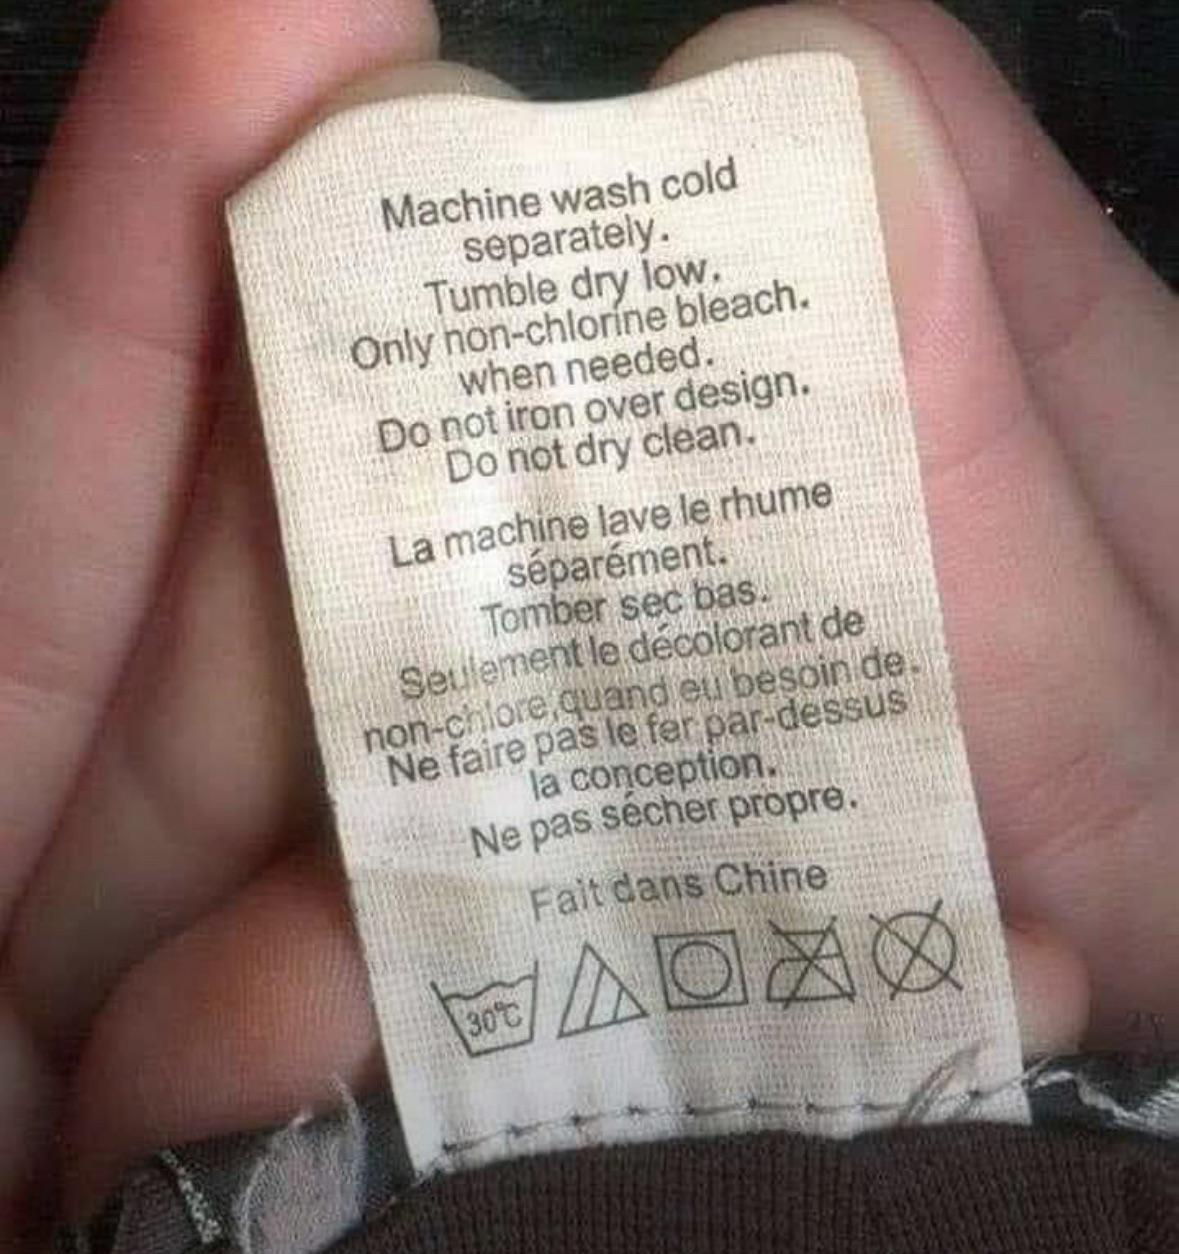 Machine wash cold
separately.
Tumble dry low.
Only non-chlorine bleach.
when needed.
Do not iron over design.
Do not dry clean.
La machine lave le rhume
séparément.
Tomber sec bas.
Seulement le décolorant de
non-chlore,quand eu besoin de.
Ne faire pas le fer par-dessus
la conception.
Ne pas sécher propre.
Fait dans Chine
30℃